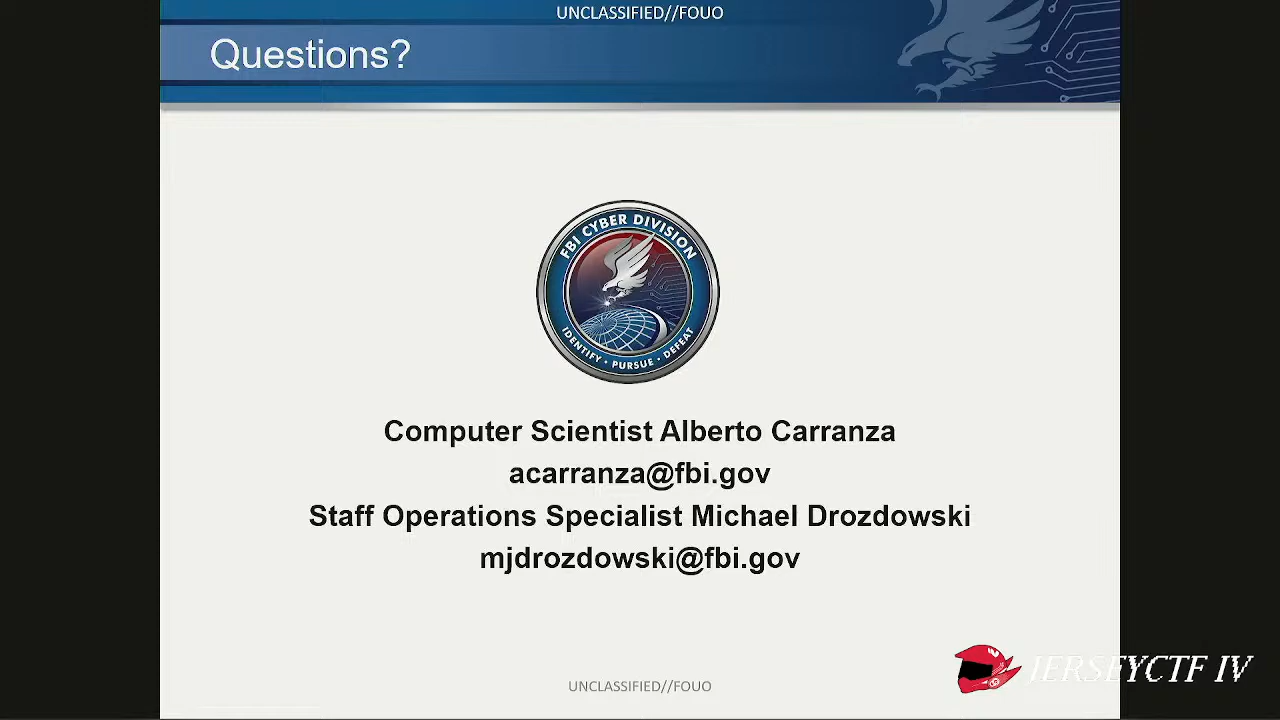 UNCLASSIFIED//FOUO
Questions?
FBI CYBER DIVISION
IDENTIFY • PURSUE • DEFEAT
Computer Scientist Alberto Carranza
acarranza@fbi.gov
Staff Operations Specialist Michael Drozdowski
mjdrozdowski@fbi.gov
JERSEYCTF IV
UNCLASSIFIED//FOUO